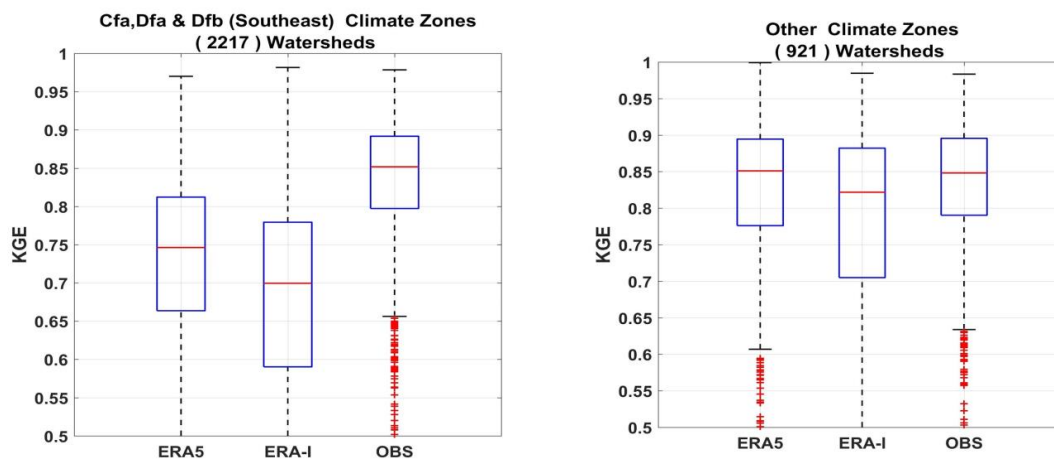 Cfa,Dfa & Dfb (Southeast) Climate Zones
( 2217 ) Watersheds
1
0.95
0.9
0.85
0.8
0.75
0.7
0.65
0.6
0.55
0.5
KGE
ERA5 ERA-I OBS
Other Climate Zones
( 921 ) Watersheds
1
0.95
0.9
0.85
0.8
0.75
0.7
0.65
0.6
0.55
0.5
KGE
ERA5 ERA-I OBS